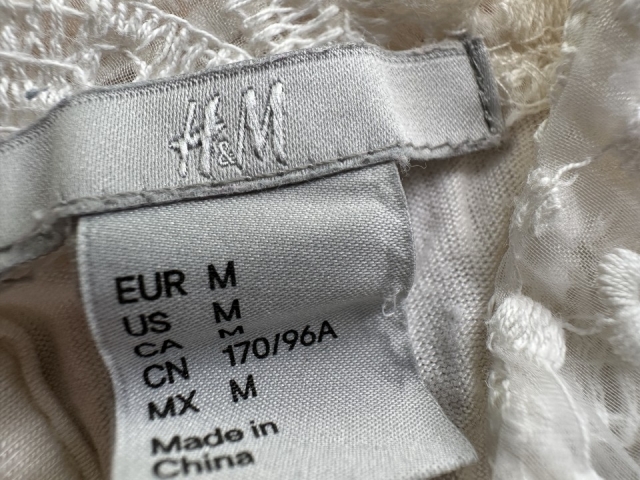 H&M
EUR M
US M
CA M
CN 170/96A
MX M
Made in
China